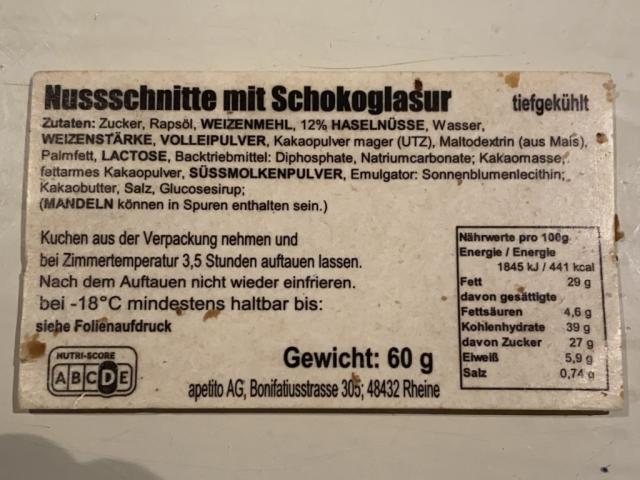 Nussschnitte mit Schokoglasur
tiefgekühlt
Zutaten: Zucker, Rapsöl, WEIZENMEHL, 12% HASELNÜSSE, Wasser,
WEIZENSTÄRKE, VOLLEIPULVER, Kakaopulver mager (UTZ), Maltodextrin (aus Mais),
Palmfett, LACTOSE, Backtriebmittel: Diphosphate, Natriumcarbonate; Kakaomasse,
fettarmes Kakaopulver, SÜSSMOLKENPULVER, Emulgator: Sonnenblumenlecithin;
Kakaobutter, Salz, Glucosesirup;
(MANDELN können in Spuren enthalten sein.)
Kuchen aus der Verpackung nehmen und
bei Zimmertemperatur 3,5 Stunden auftauen lassen.
Nach dem Auftauen nicht wieder einfrieren.
bei -18°C mindestens haltbar bis:
siehe Folienaufdruck
NUTRI-SCORE
A B C D E
Gewicht: 60 g
apetito AG, Bonifatiusstrasse 305; 48432 Rheine
Nährwerte pro 100g
Energie / Energie
1845 kJ / 441 kcal
Fett 29 g
davon gesättigte
Fettsäuren 4,6 g
Kohlenhydrate 39 g
davon Zucker 27 g
Eiweiß 5,9 g
Salz 0,74 g